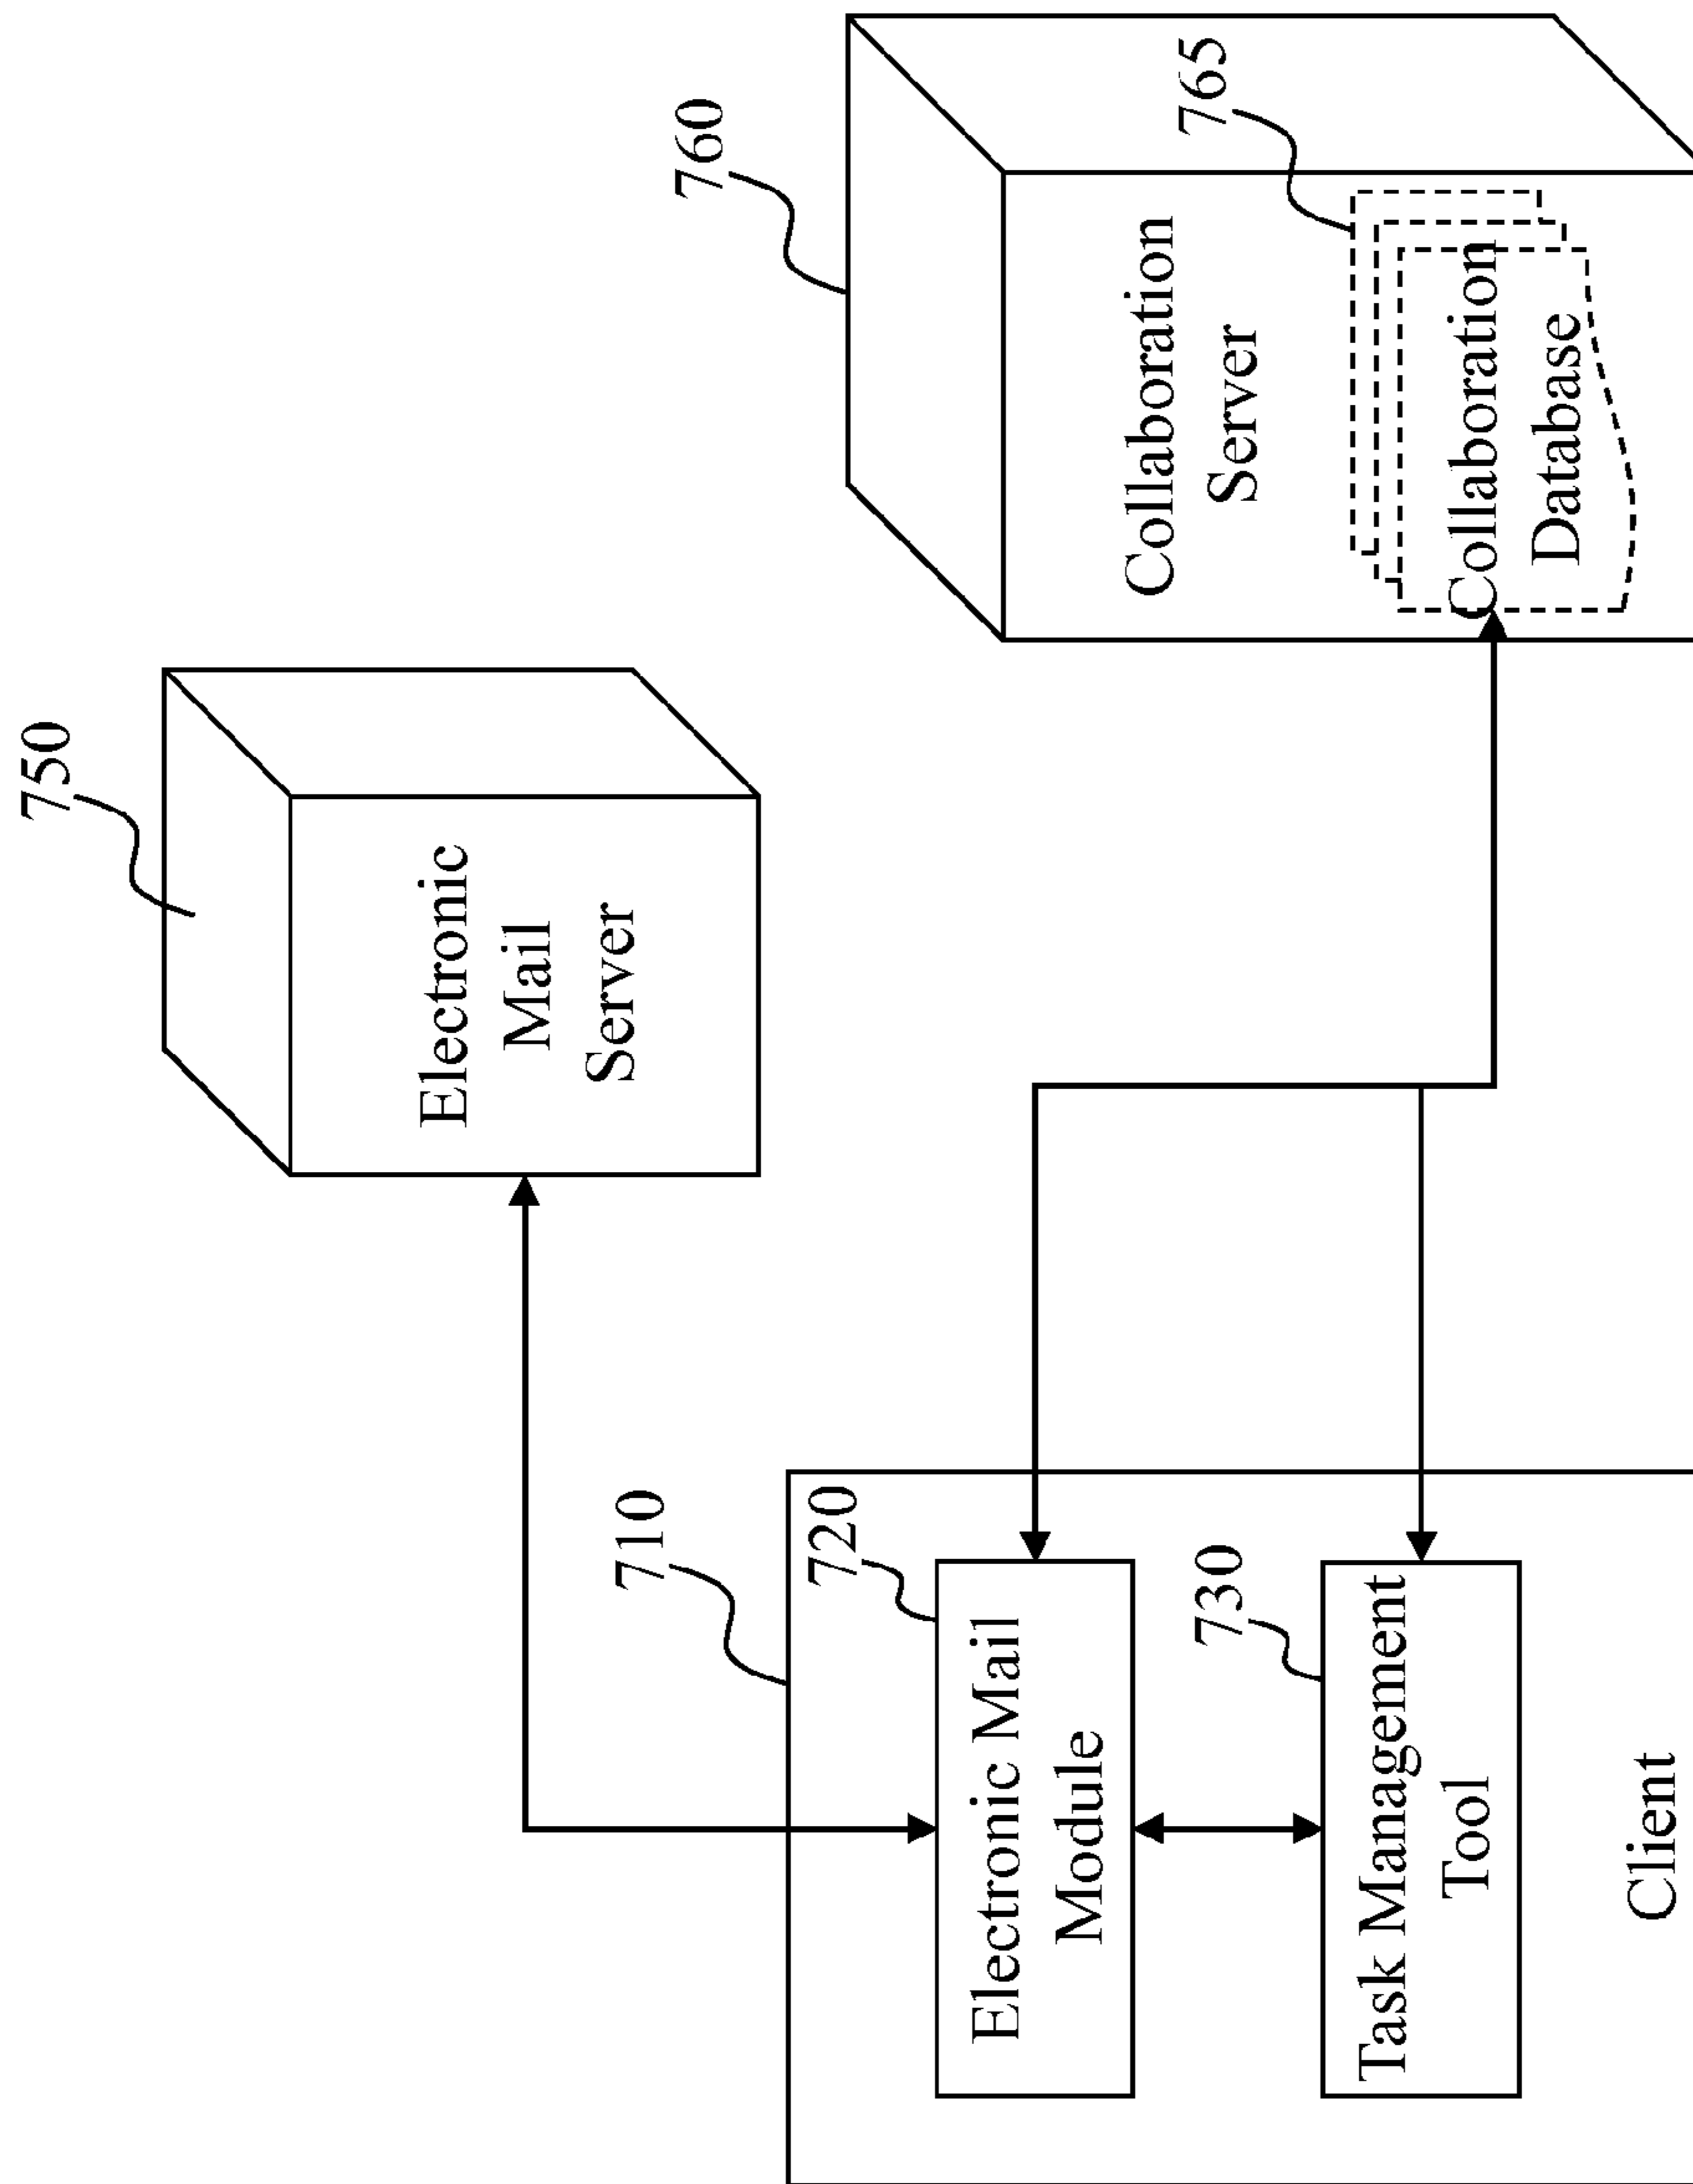 750
Electronic
Mail
Server
710
720
Electronic Mail
Module
730
Task Management
Tool
Client
760
Collaboration
Server
765
Collaboration
Database